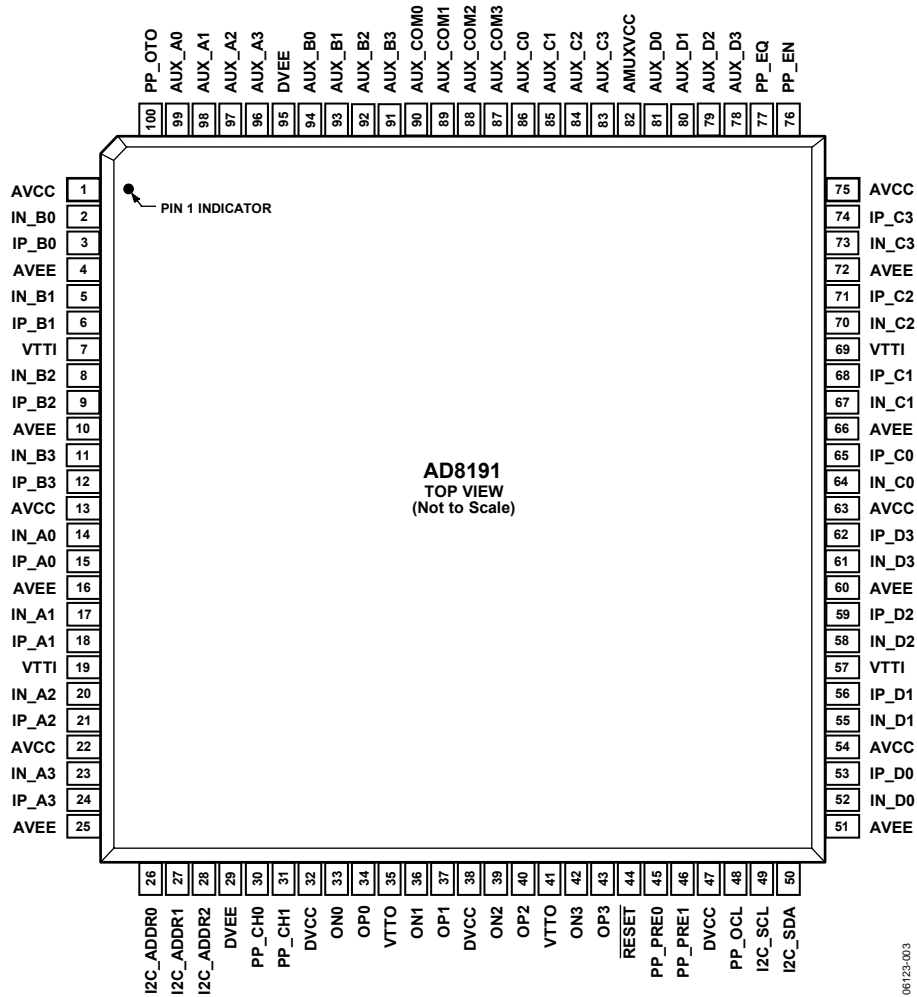 PP_OTO
AUX_A0
AUX_A1
AUX_A2
AUX_A3
DVEE
AUX_B0
AUX_B1
AUX_B2
AUX_B3
AUX_COM0
AUX_COM1
AUX_COM2
AUX_COM3
AUX_C0
AUX_C1
AUX_C2
AUX_C3
AMUXVCC
AUX_D0
AUX_D1
AUX_D2
AUX_D3
PP_EQ
PP_EN
100 99 98 97 96 95 94 93 92 91 90 89 88 87 86 85 84 83 82 81 80 79 78 77 76
AVCC 1
IN_B0 2
IP_B0 3
AVEE 4
IN_B1 5
IP_B1 6
VTTI 7
IN_B2 8
IP_B2 9
AVEE 10
IN_B3 11
IP_B3 12
AVCC 13
IN_A0 14
IP_A0 15
AVEE 16
IN_A1 17
IP_A1 18
VTTI 19
IN_A2 20
IP_A2 21
AVCC 22
IN_A3 23
IP_A3 24
AVEE 25
PIN 1 INDICATOR
AD8191
TOP VIEW
(Not to Scale)
75 AVCC
74 IP_C3
73 IN_C3
72 AVEE
71 IP_C2
70 IN_C2
69 VTTI
68 IP_C1
67 IN_C1
66 AVEE
65 IP_C0
64 IN_C0
63 AVCC
62 IP_D3
61 IN_D3
60 AVEE
59 IP_D2
58 IN_D2
57 VTTI
56 IP_D1
55 IN_D1
54 AVCC
53 IP_D0
52 IN_D0
51 AVEE
26 27 28 29 30 31 32 33 34 35 36 37 38 39 40 41 42 43 44 45 46 47 48 49 50
I2C_ADDR0
I2C_ADDR1
I2C_ADDR2
DVEE
PP_CH0
PP_CH1
DVCC
ON0
OP0
VTTO
ON1
OP1
DVCC
ON2
OP2
VTTO
ON3
OP3
RESET
PP_PRE0
PP_PRE1
DVCC
PP_OCL
I2C_SCL
I2C_SDA
06123-003